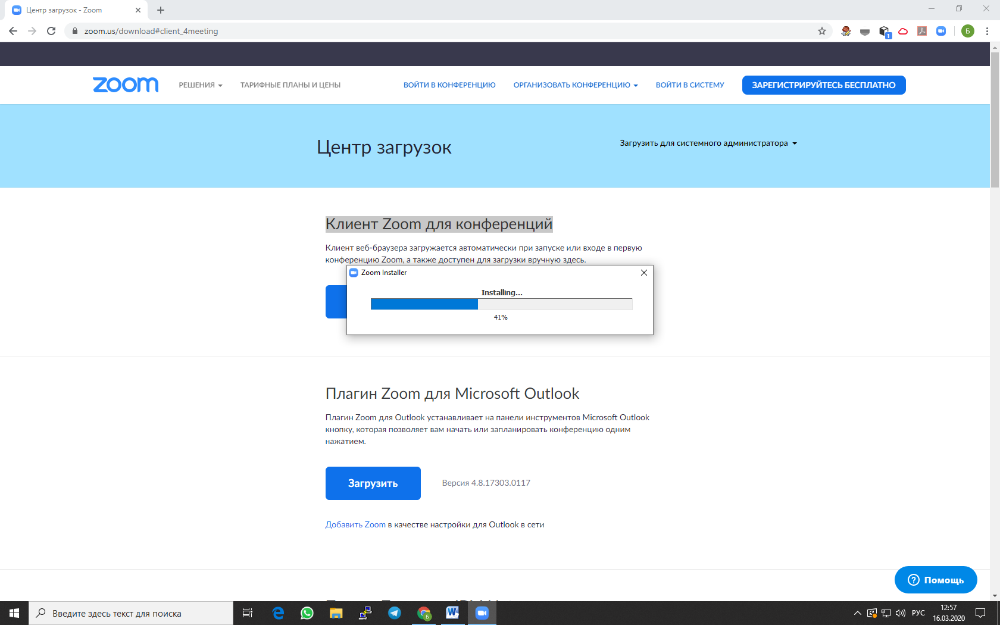 Центр загрузок - Zoom
zoom.us/download#client_4meeting
1
Б
zoom
РЕШЕНИЯ
ТАРИФНЫЕ ПЛАНЫ И ЦЕНЫ
ВОЙТИ В КОНФЕРЕНЦИЮ
ОРГАНИЗОВАТЬ КОНФЕРЕНЦИЮ
ВОЙТИ В СИСТЕМУ
ЗАРЕГИСТРИРУЙТЕСЬ БЕСПЛАТНО
Центр загрузок
Загрузить для системного администратора
Клиент Zoom для конференций
Клиент веб-браузера загружается автоматически при запуске или входе в первую
конференцию Zoom, а также доступен для загрузки вручную здесь.
Zoom Installer
Installing...
41%
Плагин Zoom для Microsoft Outlook
Плагин Zoom для Outlook устанавливает на панели инструментов Microsoft Outlook
кнопку, которая позволяет вам начать или запланировать конференцию одним
нажатием.
Загрузить
Версия 4.8.17303.0117
Добавить Zoom в качестве настройки для Outlook в сети
Помощь
Введите здесь текст для поиска
РУС
12:57
16.03.2020